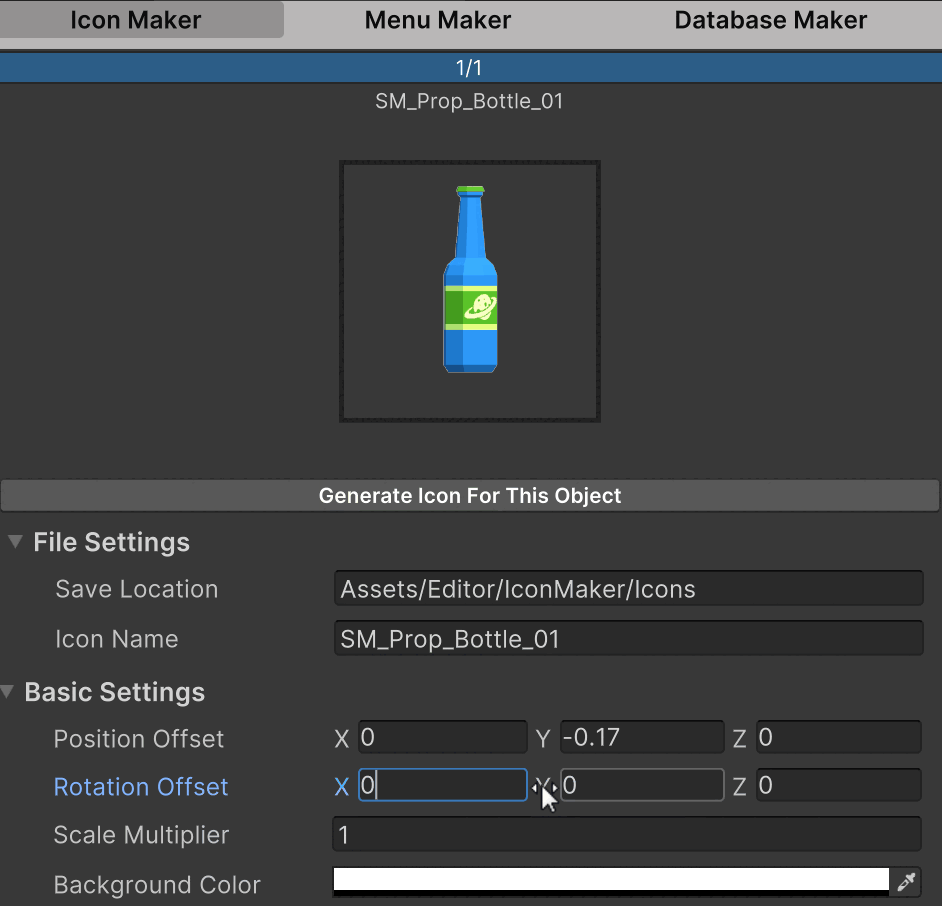 Icon Maker Menu Maker Database Maker
1/1
SM_Prop_Bottle_01
Generate Icon For This Object
File Settings
Save Location Assets/Editor/IconMaker/Icons
Icon Name SM_Prop_Bottle_01
Basic Settings
Position Offset X 0 Y -0.17 Z 0
Rotation Offset X 0 Y 0 Z 0
Scale Multiplier 1
Background Color